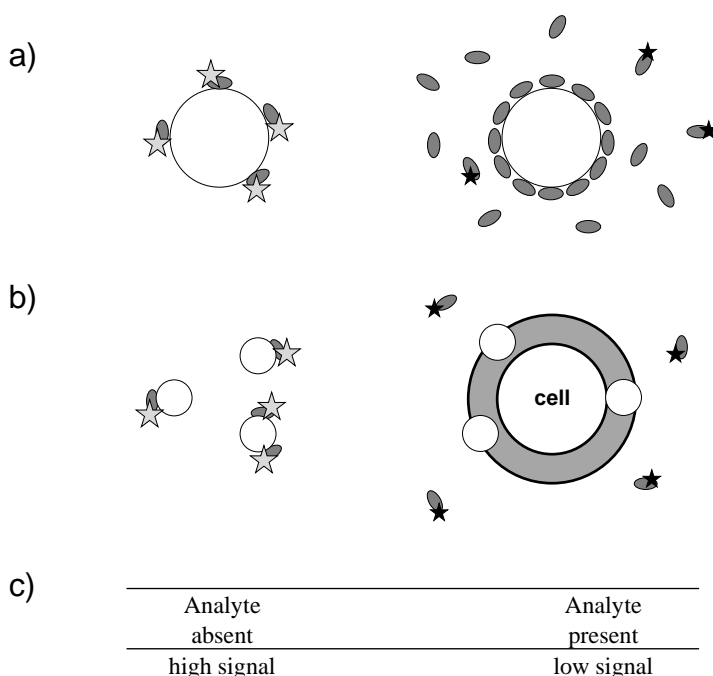 a)
b)
cell
c)
Analyte Analyte
absent present
high signal low signal